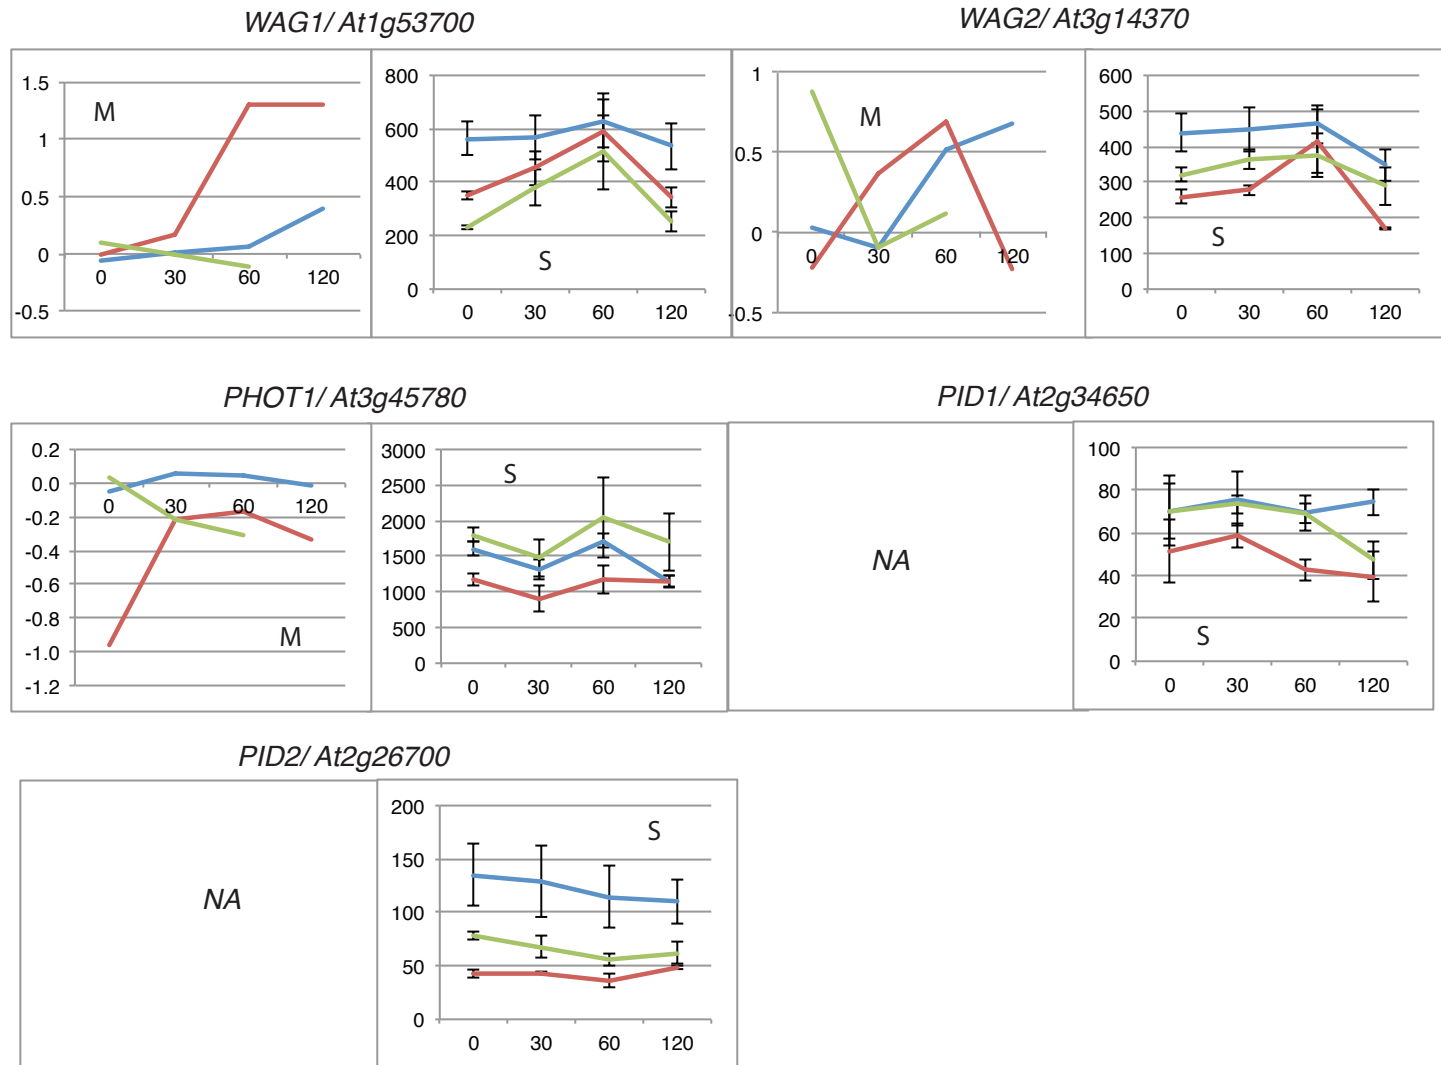 WAG1/ At1g53700
WAG2/ At3g14370
1.5
1
0.5
0
-0.5
M
0 30 60 120
800
600
400
200
0
S
0 30 60 120
1
0.5
0
-0.5
M
0 30 60 120
600
500
400
300
200
100
0
S
0 30 60 120
PHOT1/ At3g45780
PID1/ At2g34650
0.2
0.0
-0.2
-0.4
-0.6
-0.8
-1.0
-1.2
0 30 60 120
M
3000
2500
2000
1500
1000
500
0
S
0 30 60 120
NA
100
80
60
40
20
0
S
0 30 60 120
PID2/ At2g26700
NA
200
150
100
50
0
S
0 30 60 120